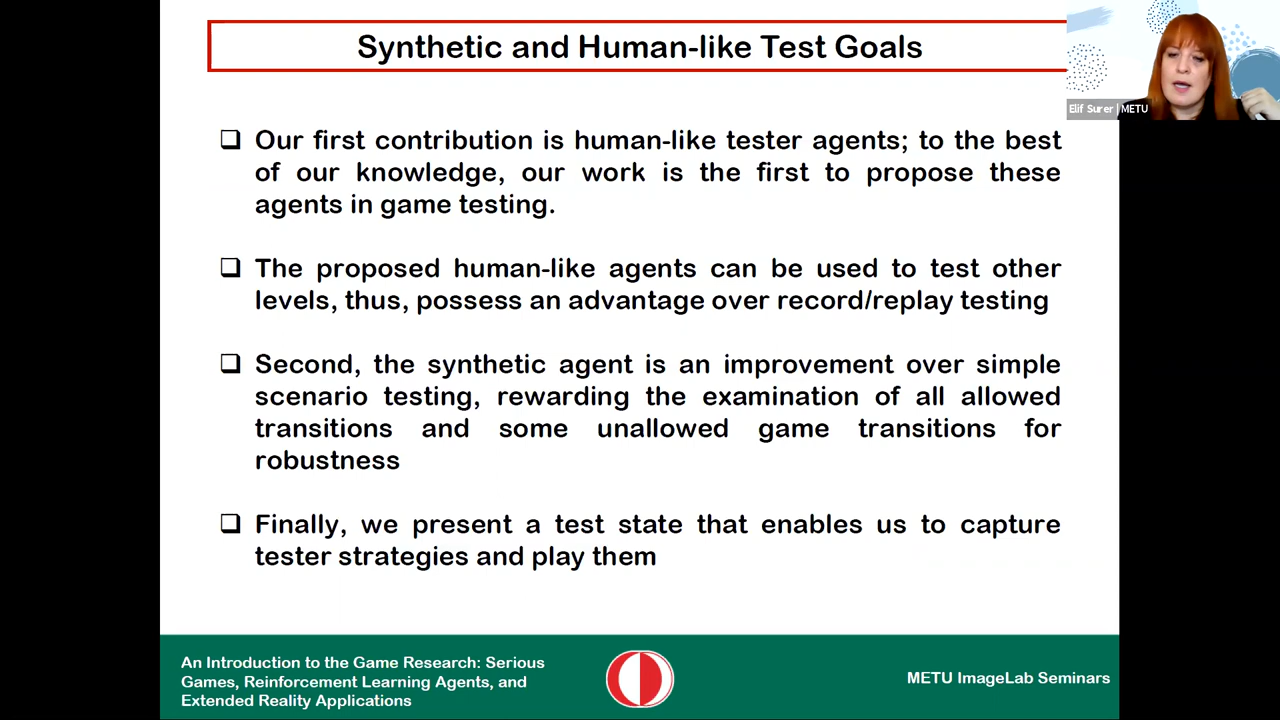 Synthetic and Human-like Test Goals
Elif Surer | METU
Our first contribution is human-like tester agents; to the best
of our knowledge, our work is the first to propose these
agents in game testing.
The proposed human-like agents can be used to test other
levels, thus, possess an advantage over record/replay testing
Second, the synthetic agent is an improvement over simple
scenario testing, rewarding the examination of all allowed
transitions and some unallowed game transitions for
robustness
Finally, we present a test state that enables us to capture
tester strategies and play them
An Introduction to the Game Research: Serious
Games, Reinforcement Learning Agents, and
Extended Reality Applications
METU ImageLab Seminars